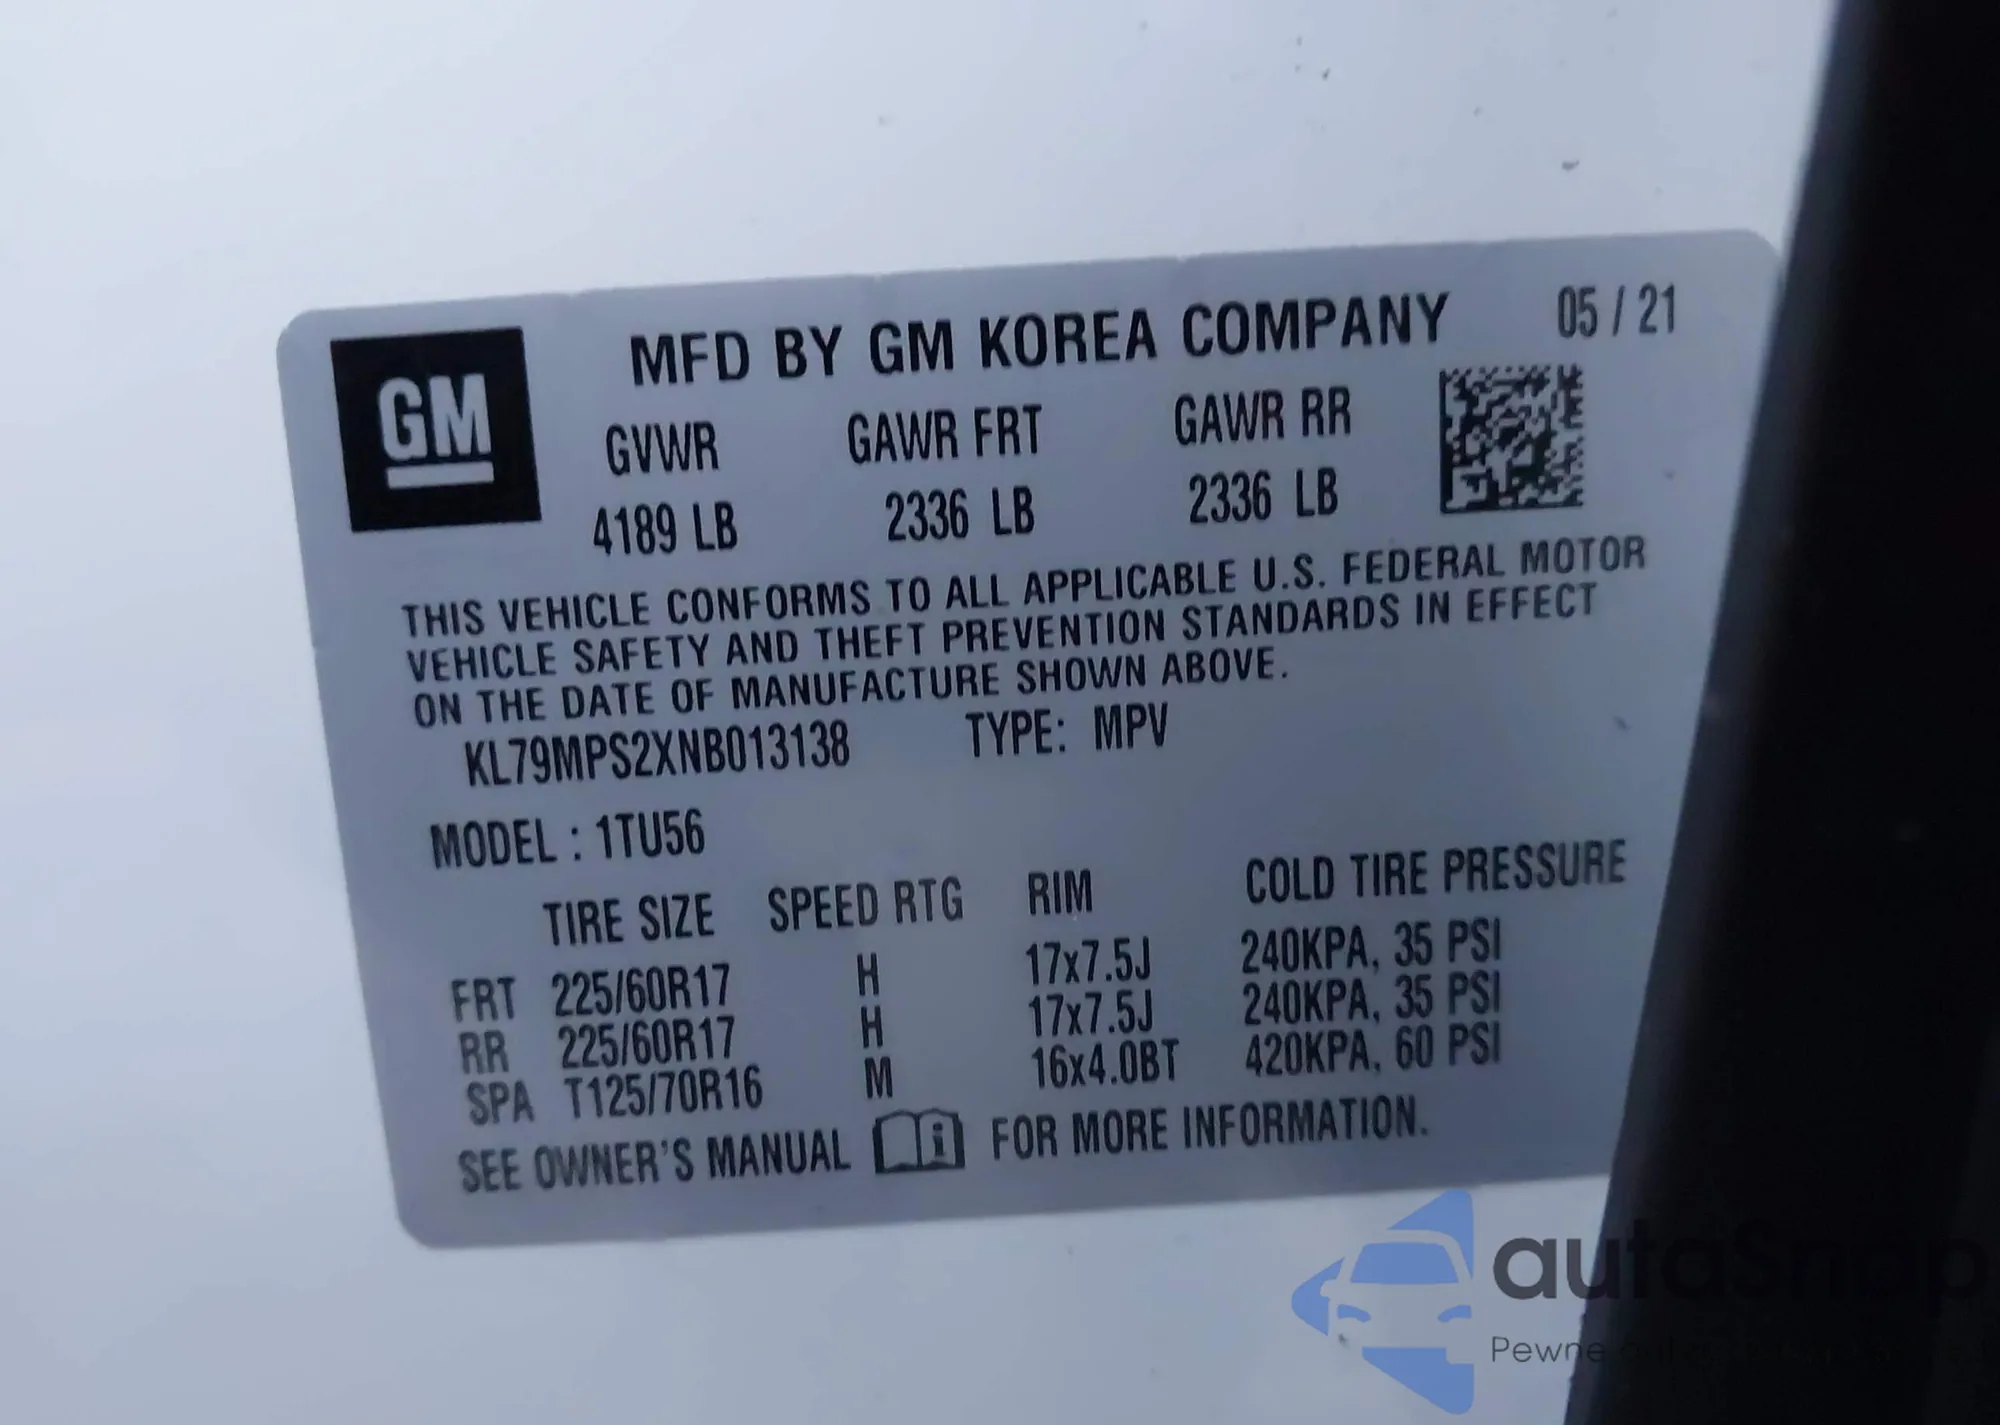 GM
MFD BY GM KOREA COMPANY 05 / 21
GVWR GAWR FRT GAWR RR
4189 LB 2336 LB 2336 LB
THIS VEHICLE CONFORMS TO ALL APPLICABLE U.S. FEDERAL MOTOR
VEHICLE SAFETY AND THEFT PREVENTION STANDARDS IN EFFECT
ON THE DATE OF MANUFACTURE SHOWN ABOVE.
KL79MPS2XNB013138 TYPE: MPV
MODEL : 1TU56
TIRE SIZE SPEED RTG RIM COLD TIRE PRESSURE
FRT 225/60R17 H 17x7.5J 240KPA, 35 PSI
RR 225/60R17 H 17x7.5J 240KPA, 35 PSI
SPA T125/70R16 M 16x4.0BT 420KPA, 60 PSI
SEE OWNER'S MANUAL i FOR MORE INFORMATION.
autoSnap
Pewne